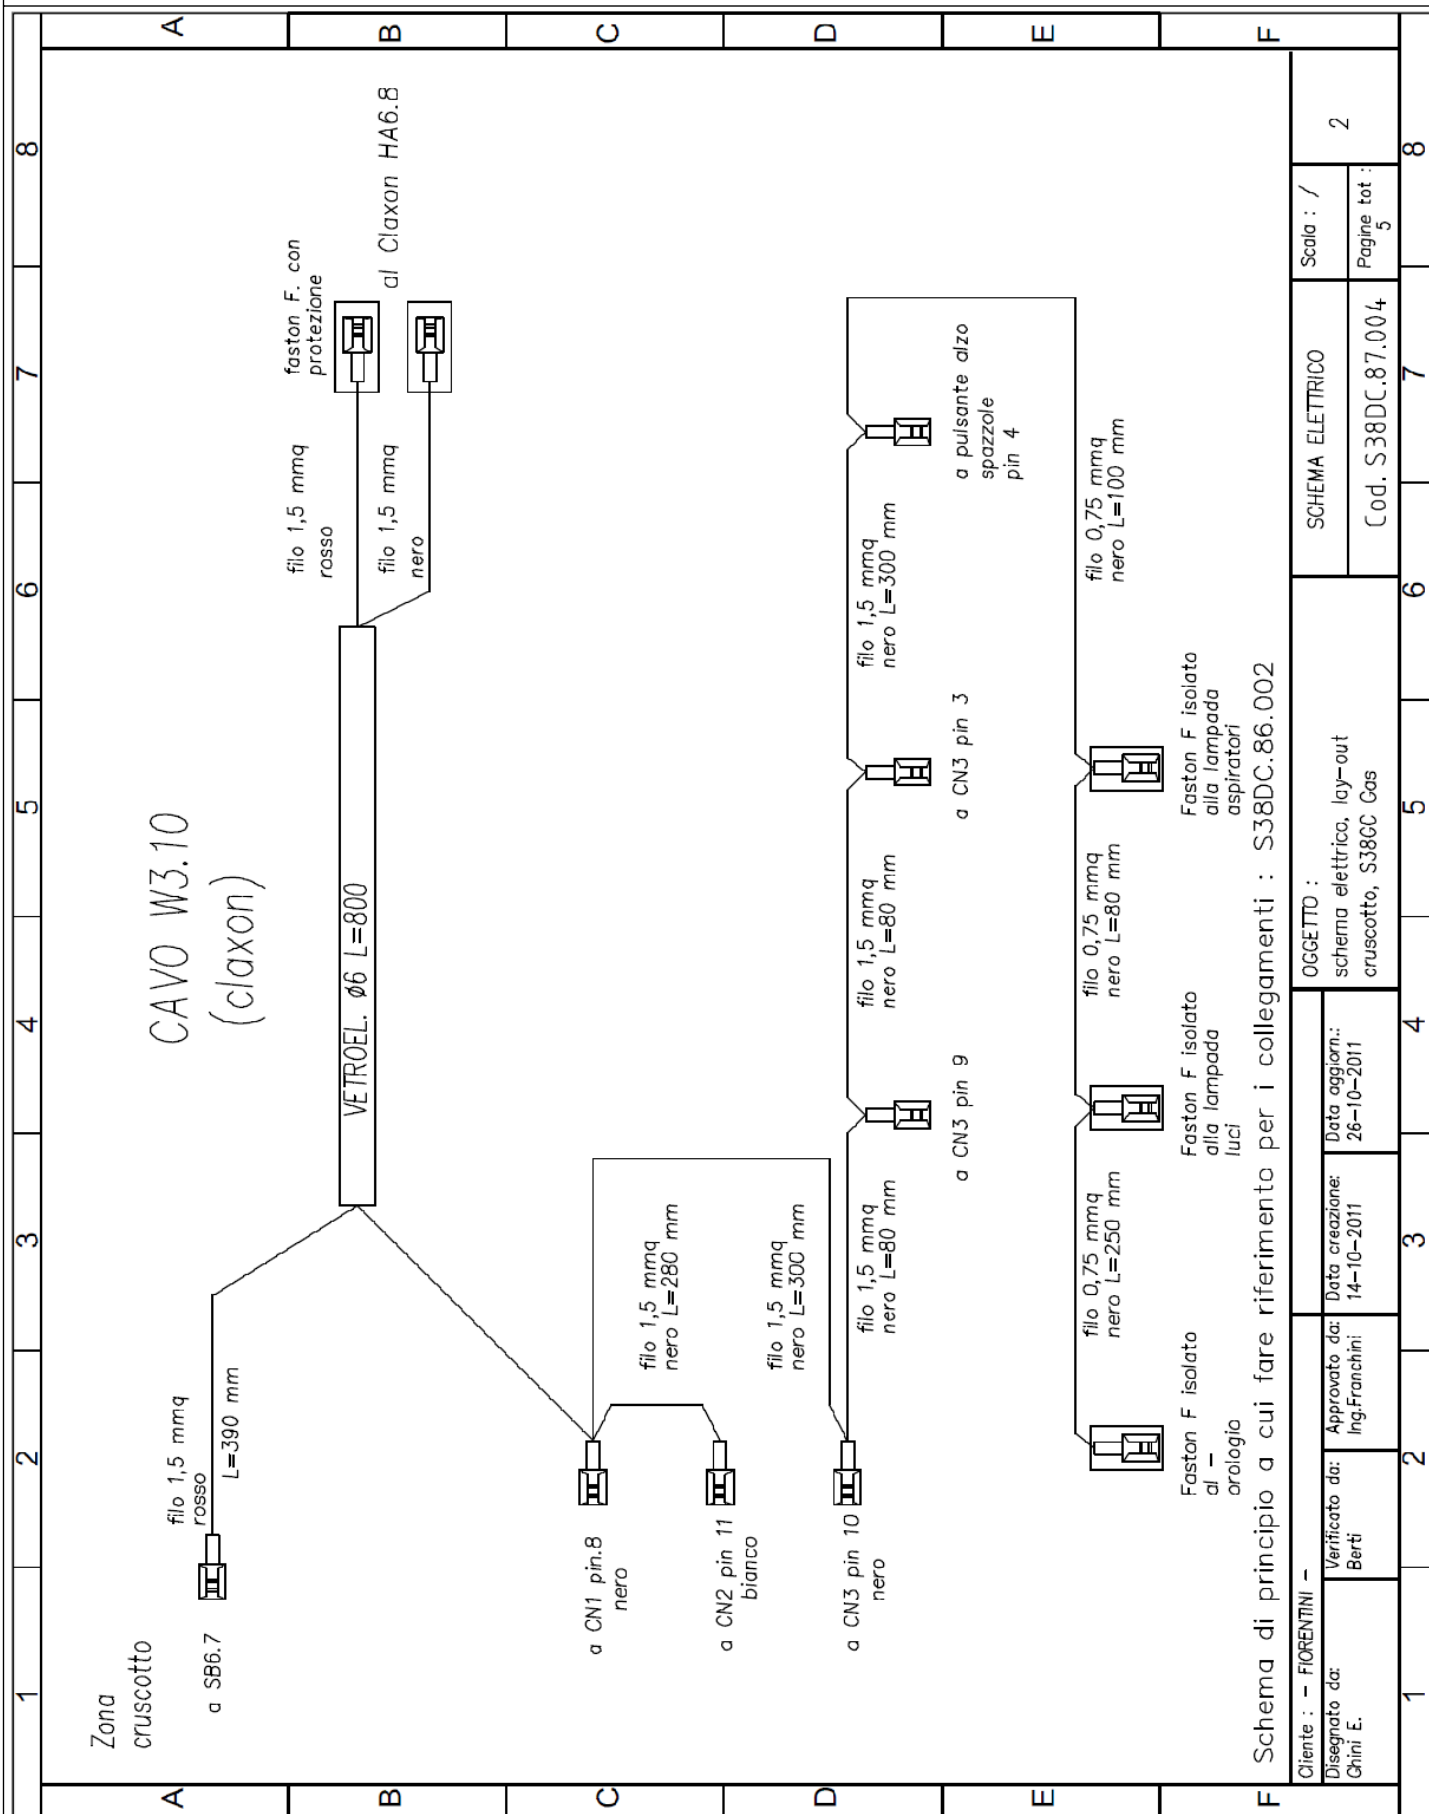 1 2 3 4 5 6 7 8
A
B
C
D
E
F
Zona
cruscotto
CAVO W3.10
(claxon)
a SB6.7
filo 1,5 mmq
rosso
L=390 mm
VETROEL. ø6 L=800
filo 1,5 mmq
rosso
filo 1,5 mmq
nero
faston F. con
protezione
al Claxon HA6.8
a CN1 pin.8
nero
filo 1,5 mmq
nero L=280 mm
a CN2 pin 11
bianco
filo 1,5 mmq
nero L=300 mm
a CN3 pin 10
nero
filo 1,5 mmq
nero L=80 mm
a CN3 pin 9
filo 1,5 mmq
nero L=80 mm
a CN3 pin 3
filo 1,5 mmq
nero L=300 mm
a pulsante alzo
spazzole
pin 4
filo 0,75 mmq
nero L=250 mm
filo 0,75 mmq
nero L=80 mm
filo 0,75 mmq
nero L=100 mm
Faston F isolato
al –
orologio
Faston F isolato
alla lampada
luci
Faston F isolato
alla lampada
aspiratori
Schema di principio a cui fare riferimento per i collegamenti : S38DC.86.002
Cliente : – FIORENTINI –
Disegnato da:
Ghini E.
Verificato da:
Berti
Approvato da:
Ing.Franchini
Data creazione:
14–10–2011
Data aggiorn.:
26–10–2011
OGGETTO :
schema elettrico, lay–out
cruscotto, S38GC Gas
SCHEMA ELETTRICO
Cod. S38DC.87.004
Scala : /
Pagine tot :
5
2
A
B
C
D
E
F
1 2 3 4 5 6 7 8